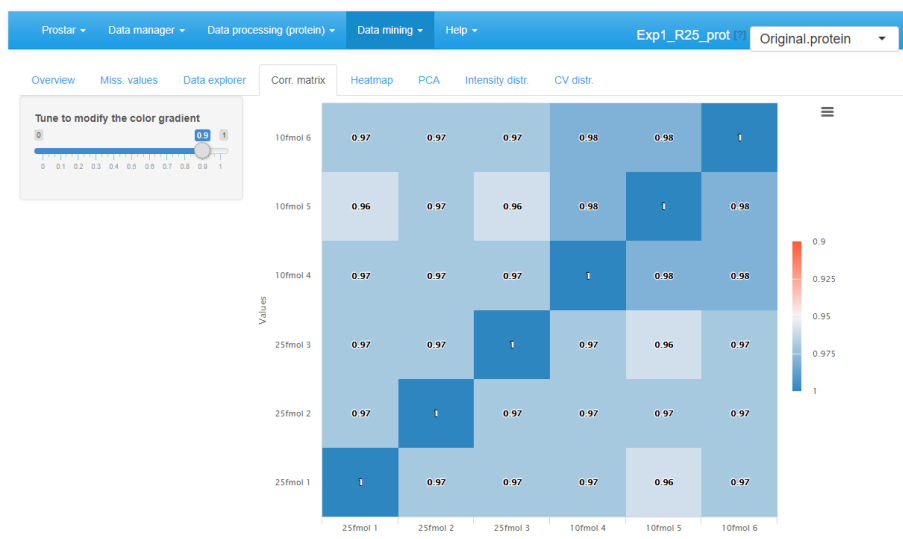 Prostar Data manager Data processing (protein) Data mining Help Exp1_R25_prot [?] Original.protein
Overview Miss. values Data explorer Corr. matrix Heatmap PCA Intensity distr. CV distr.
Tune to modify the color gradient
0 0.9 1
0 0.1 0.2 0.3 0.4 0.5 0.6 0.7 0.8 0.9 1
Values
10fmol 6 0.97 0.97 0.97 0.98 0.98 1
10fmol 5 0.96 0.97 0.96 0.98 1 0.98
10fmol 4 0.97 0.97 0.97 1 0.98 0.98
25fmol 3 0.97 0.97 1 0.97 0.96 0.97
25fmol 2 0.97 1 0.97 0.97 0.97 0.97
25fmol 1 1 0.97 0.97 0.97 0.96 0.97
25fmol 1 25fmol 2 25fmol 3 10fmol 4 10fmol 5 10fmol 6
0.9
0.925
0.95
0.975
1